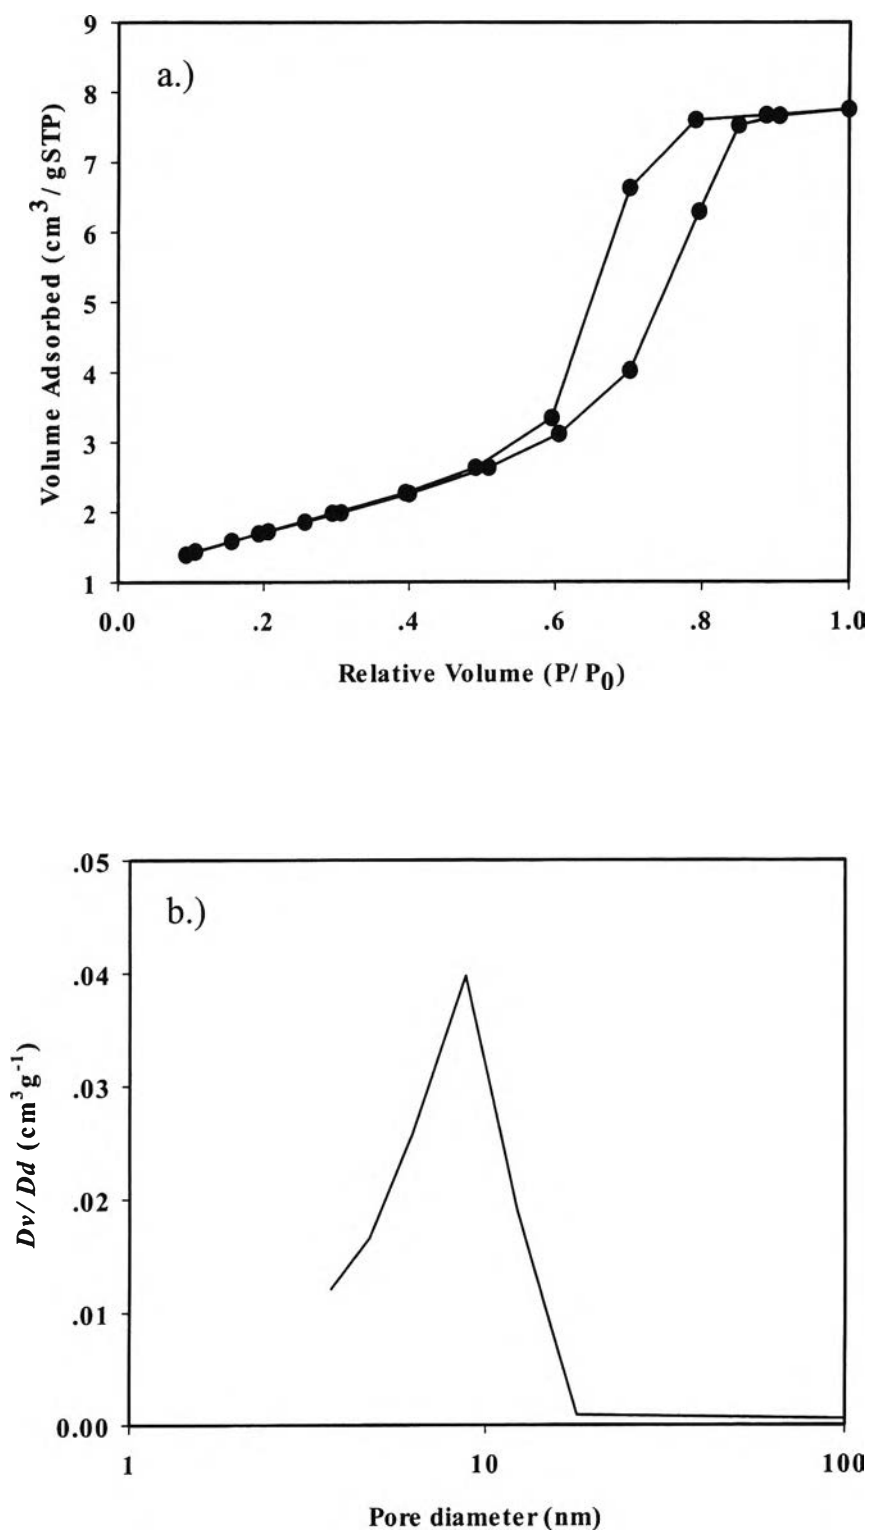 a.)
Volume Adsorbed (cm³/gSTP)
9
8
7
6
5
4
3
2
1
0.0 .2 .4 .6 .8 1.0
Relative Volume (P/P₀)
b.)
Dv/Dd (cm³g⁻¹)
.05
.04
.03
.02
.01
0.00
1 10 100
Pore diameter (nm)